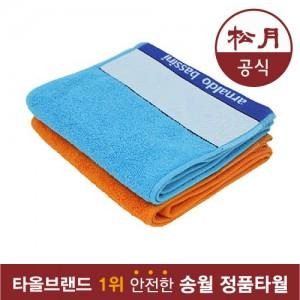 松月
공식
arnaldo bassini
타올브랜드 1위 안전한 송월 정품타월